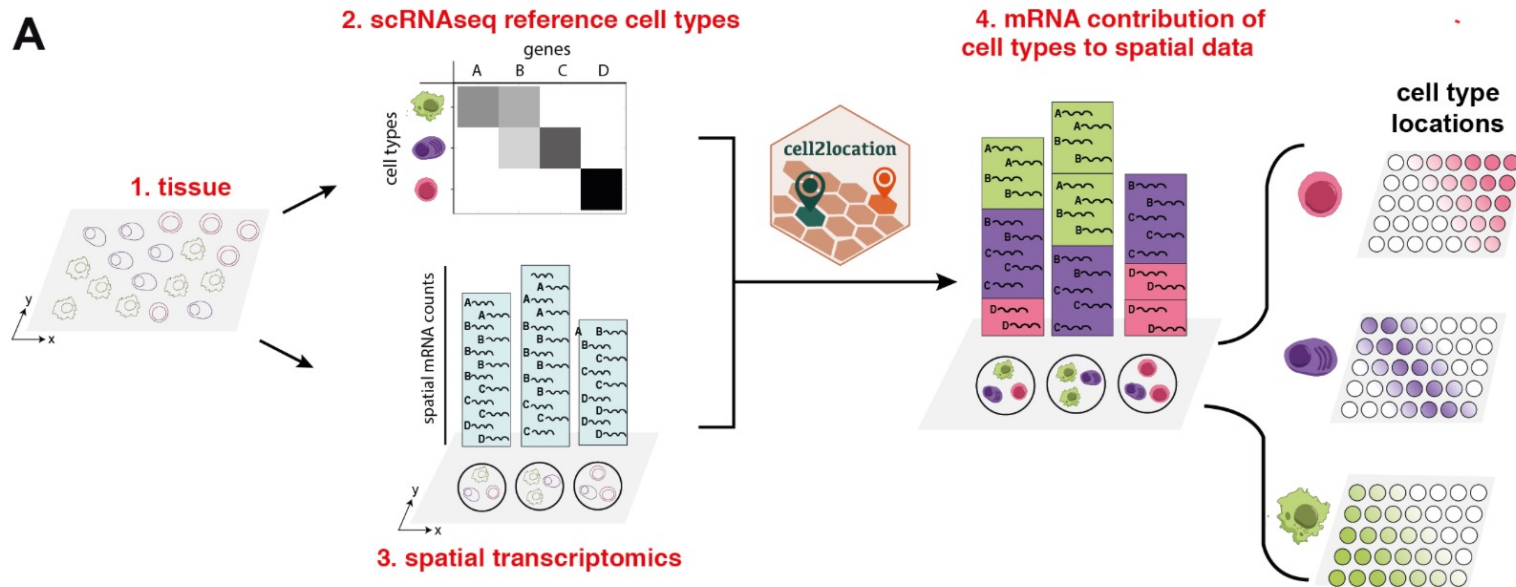 A
2. scRNAseq reference cell types
genes
A B C D
cell types
1. tissue
y
x
spatial mRNA counts
A
A
B
B
B
B
B
C
C
C
D
D
A
A
A
B
B
B
B
B
C
C
C
A B
B
C
C
C
D
D
D
D
y
x
3. spatial transcriptomics
cell2location
4. mRNA contribution of
cell types to spatial data
A
A
B
B
B
B
C
C
C
D
D
A
A
B
B
A
A
B
B
B
B
C
C
C
B
B
C
C
C
D
D
D
D
cell type
locations